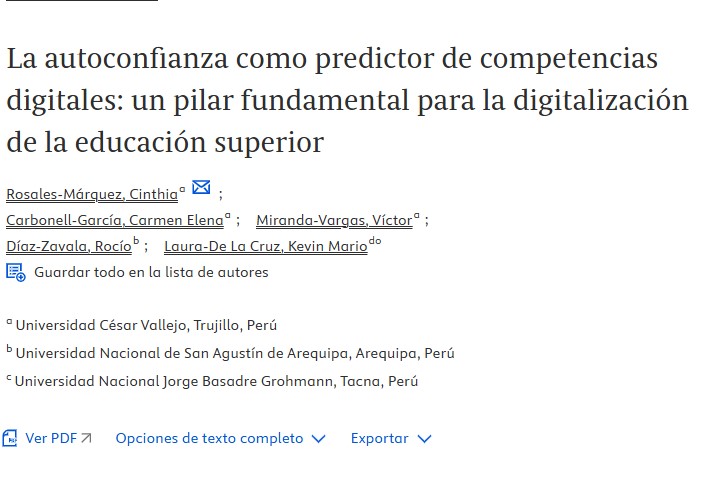 La autoconfianza como predictor de competencias
digitales: un pilar fundamental para la digitalización
de la educación superior
Rosales-Márquez, Cinthia a ;
Carbonell-García, Carmen Elena a ; Miranda-Vargas, Víctor a ;
Díaz-Zavala, Rocío b ; Laura-De La Cruz, Kevin Mario do
Guardar todo en la lista de autores
a Universidad César Vallejo, Trujillo, Perú
b Universidad Nacional de San Agustín de Arequipa, Arequipa, Perú
c Universidad Nacional Jorge Basadre Grohmann, Tacna, Perú
Ver PDF Opciones de texto completo Exportar